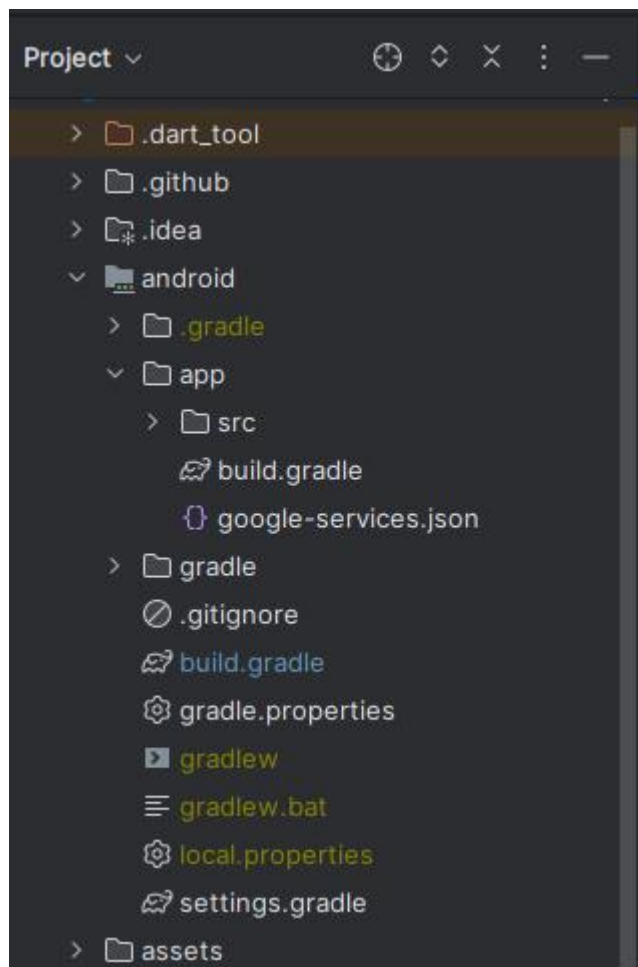 Project
.dart_tool
.github
.idea
android
.gradle
app
src
build.gradle
google-services.json
gradle
.gitignore
build.gradle
gradle.properties
gradlew
gradlew.bat
local.properties
settings.gradle
assets